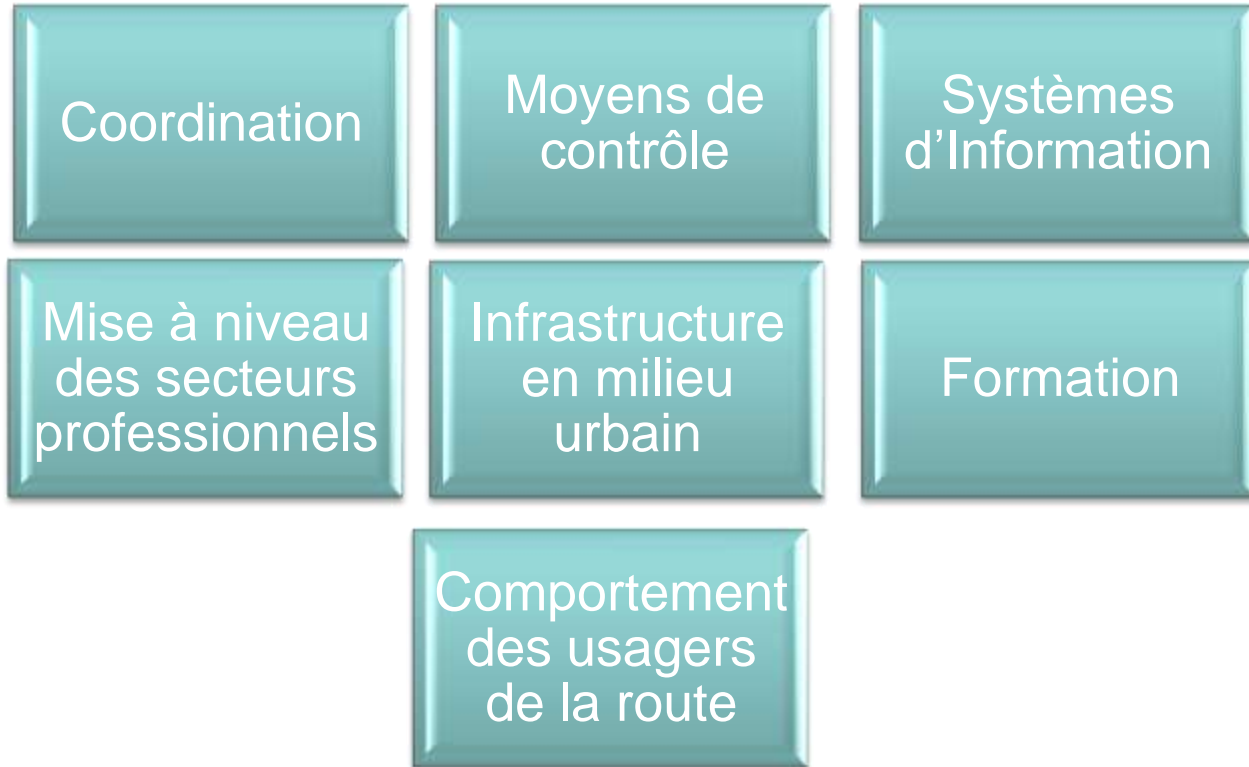 Coordination
Moyens de
contrôle
Systèmes
d’Information
Mise à niveau
des secteurs
professionnels
Infrastructure
en milieu
urbain
Formation
Comportement
des usagers
de la route